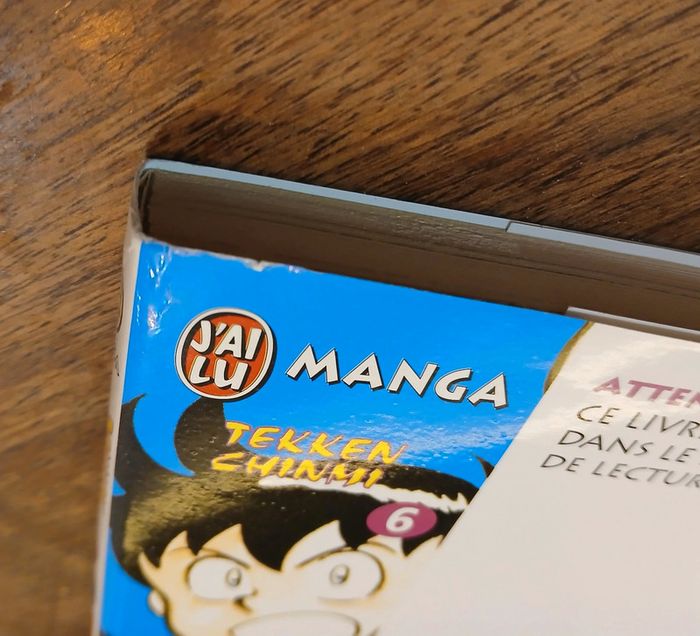 J'AI
LU
MANGA
TEKKEN
CHINMI
6
CE LIVR
DANS LE
DE LECTUR